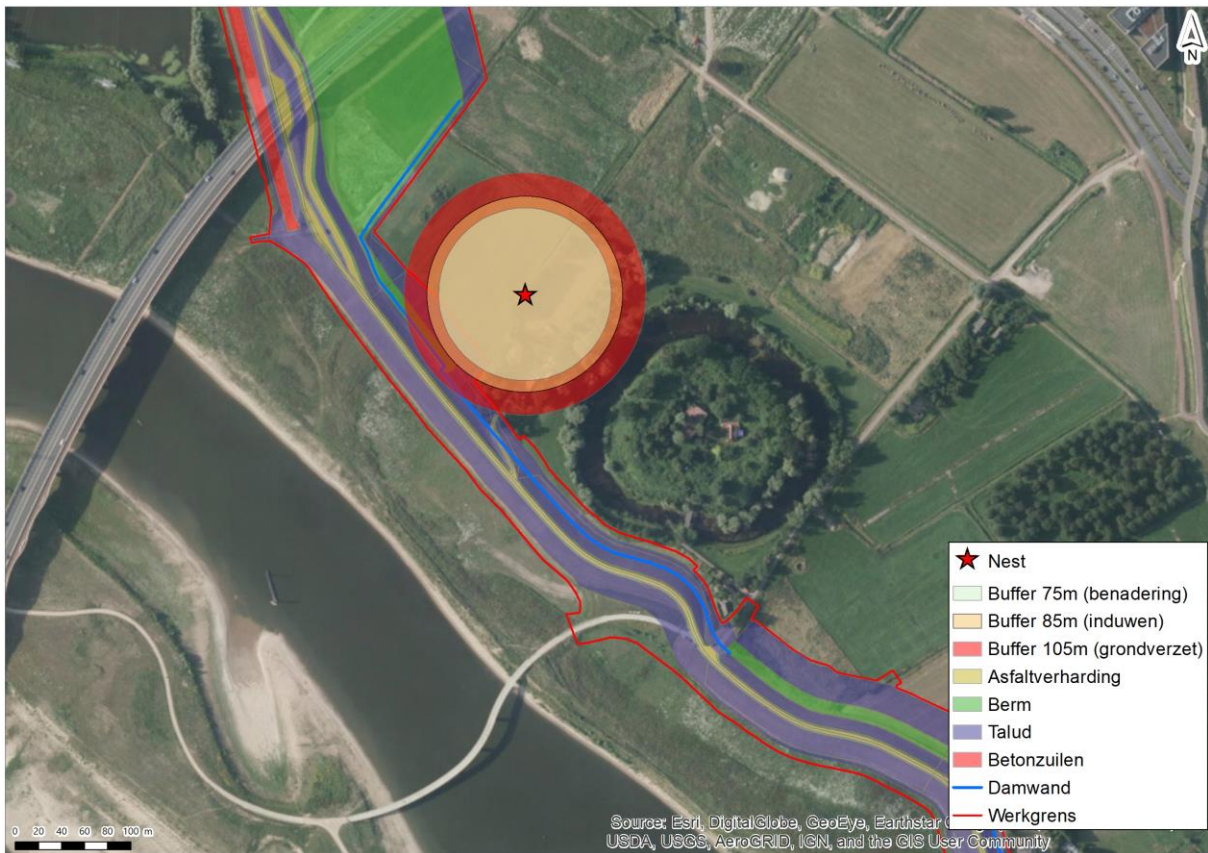 N
Nest
Buffer 75m (benadering)
Buffer 85m (induwen)
Buffer 105m (grondverzet)
Asfaltverharding
Berm
Talud
Betonzuilen
Damwand
Werkgrens
0 20 40 60 80 100 m
Source: Esri, DigitalGlobe, GeoEye, Earthstar
USDA, USGS, AeroGRID, IGN, and the GIS User Community